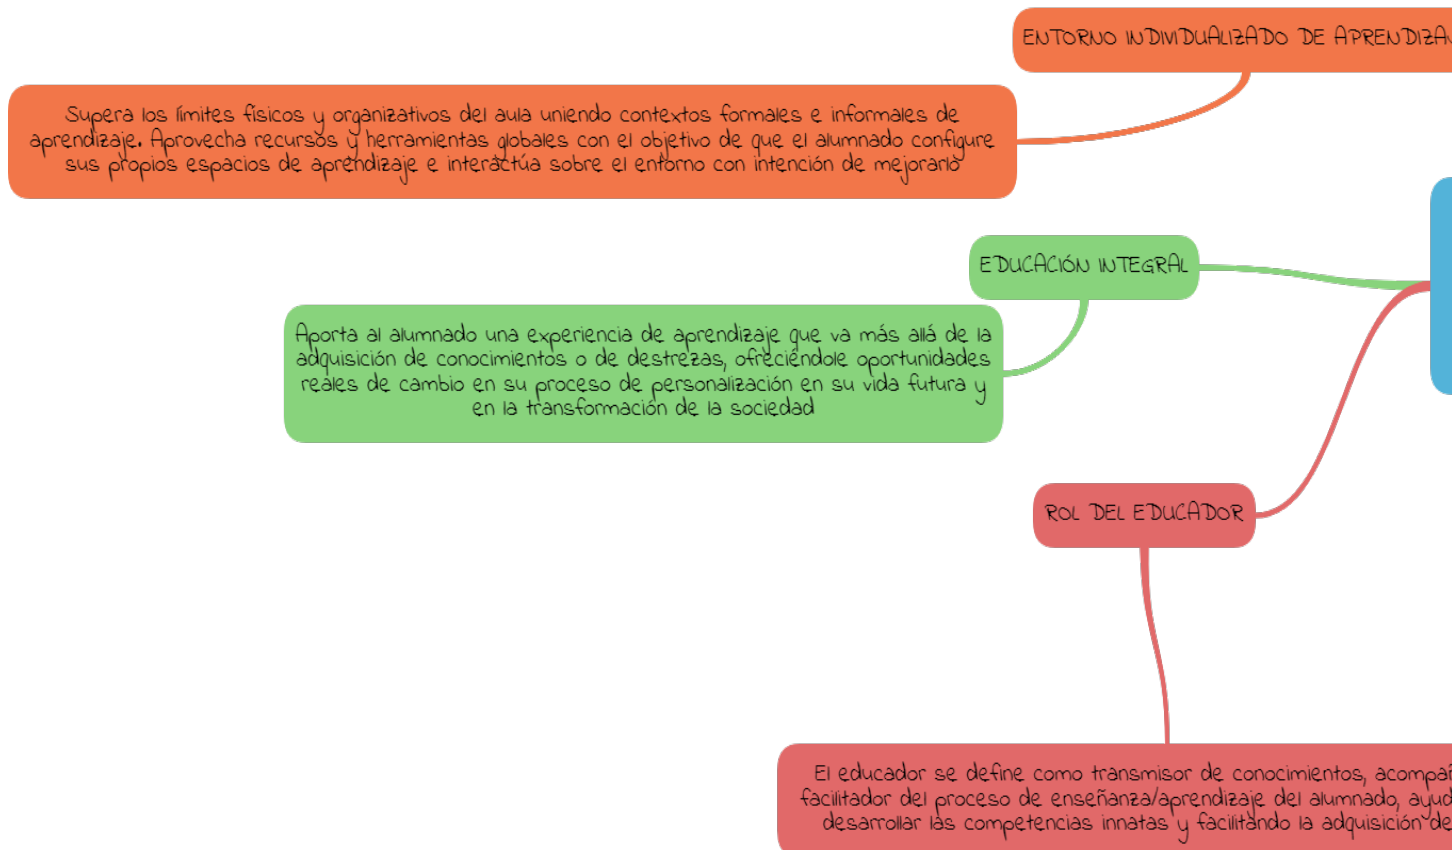 ENTORNO INDIVIDUALIZADO DE
Supera los límites físicos y organizativos del aula uniendo contextos formales e informales de
aprendizaje. Aprovecha recursos y herramientas globales con el objetivo de que el alumnado configure
sus propios espacios de aprendizaje e interactúa sobre el entorno con intención de mejorarlo
EDUCACIÓN INTEGRAL
Aporta al alumnado una experiencia de aprendizaje que va más allá de la
adquisición de conocimientos o de destrezas, ofreciéndole oportunidades
reales de cambio en su proceso de personalización en su vida futura y
en la transformación de la sociedad
ROL DEL EDUCADOR
El educador se define como transmisor de conocimientos,
facilitador del proceso de enseñanza/aprendizaje del alumnado,
desarrollar las competencias innatas y facilitando la adquisición de